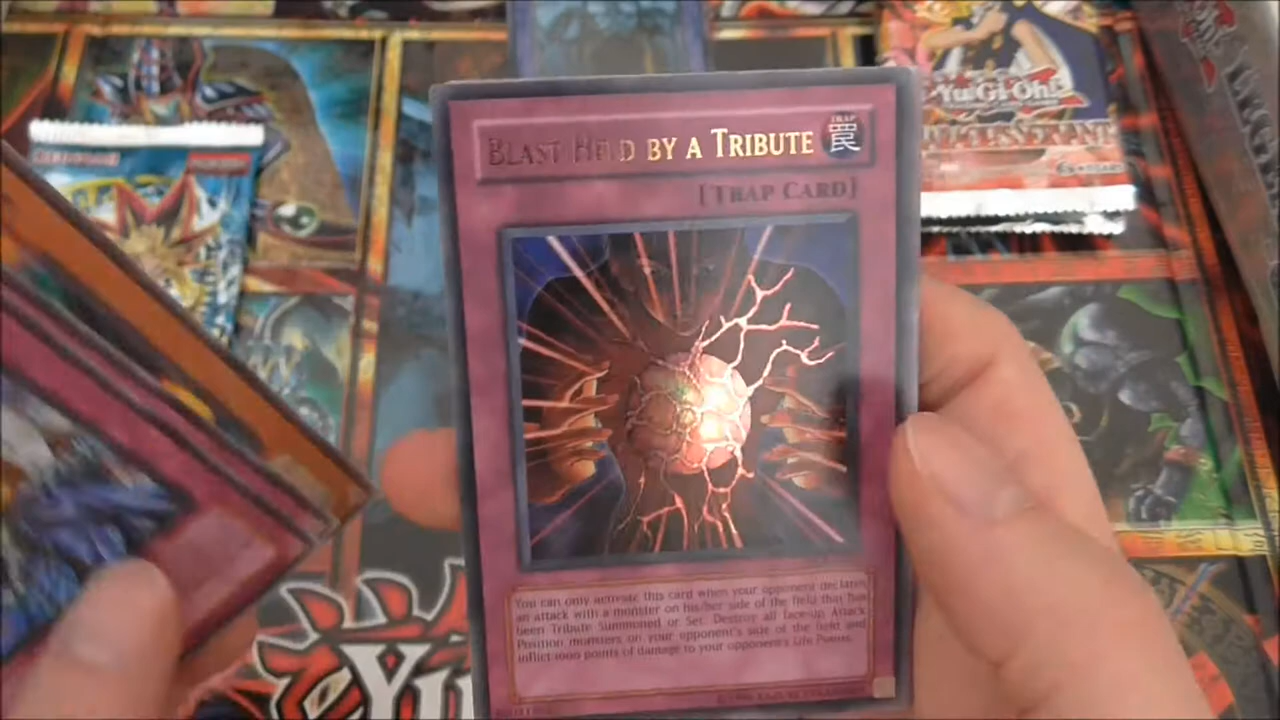 Yu-Gi-Oh!
BLAST HELD BY A TRIBUTE
TRAP
罠
[TRAP CARD]
You can only activate this card when your opponent declares
an attack with a monster on his/her side of the field that has
been Tribute Summoned or Set. Destroy all face-up Attack
Position monsters on your opponent's side of the field and
inflict 1000 points of damage to your opponent's Life Points.
YU